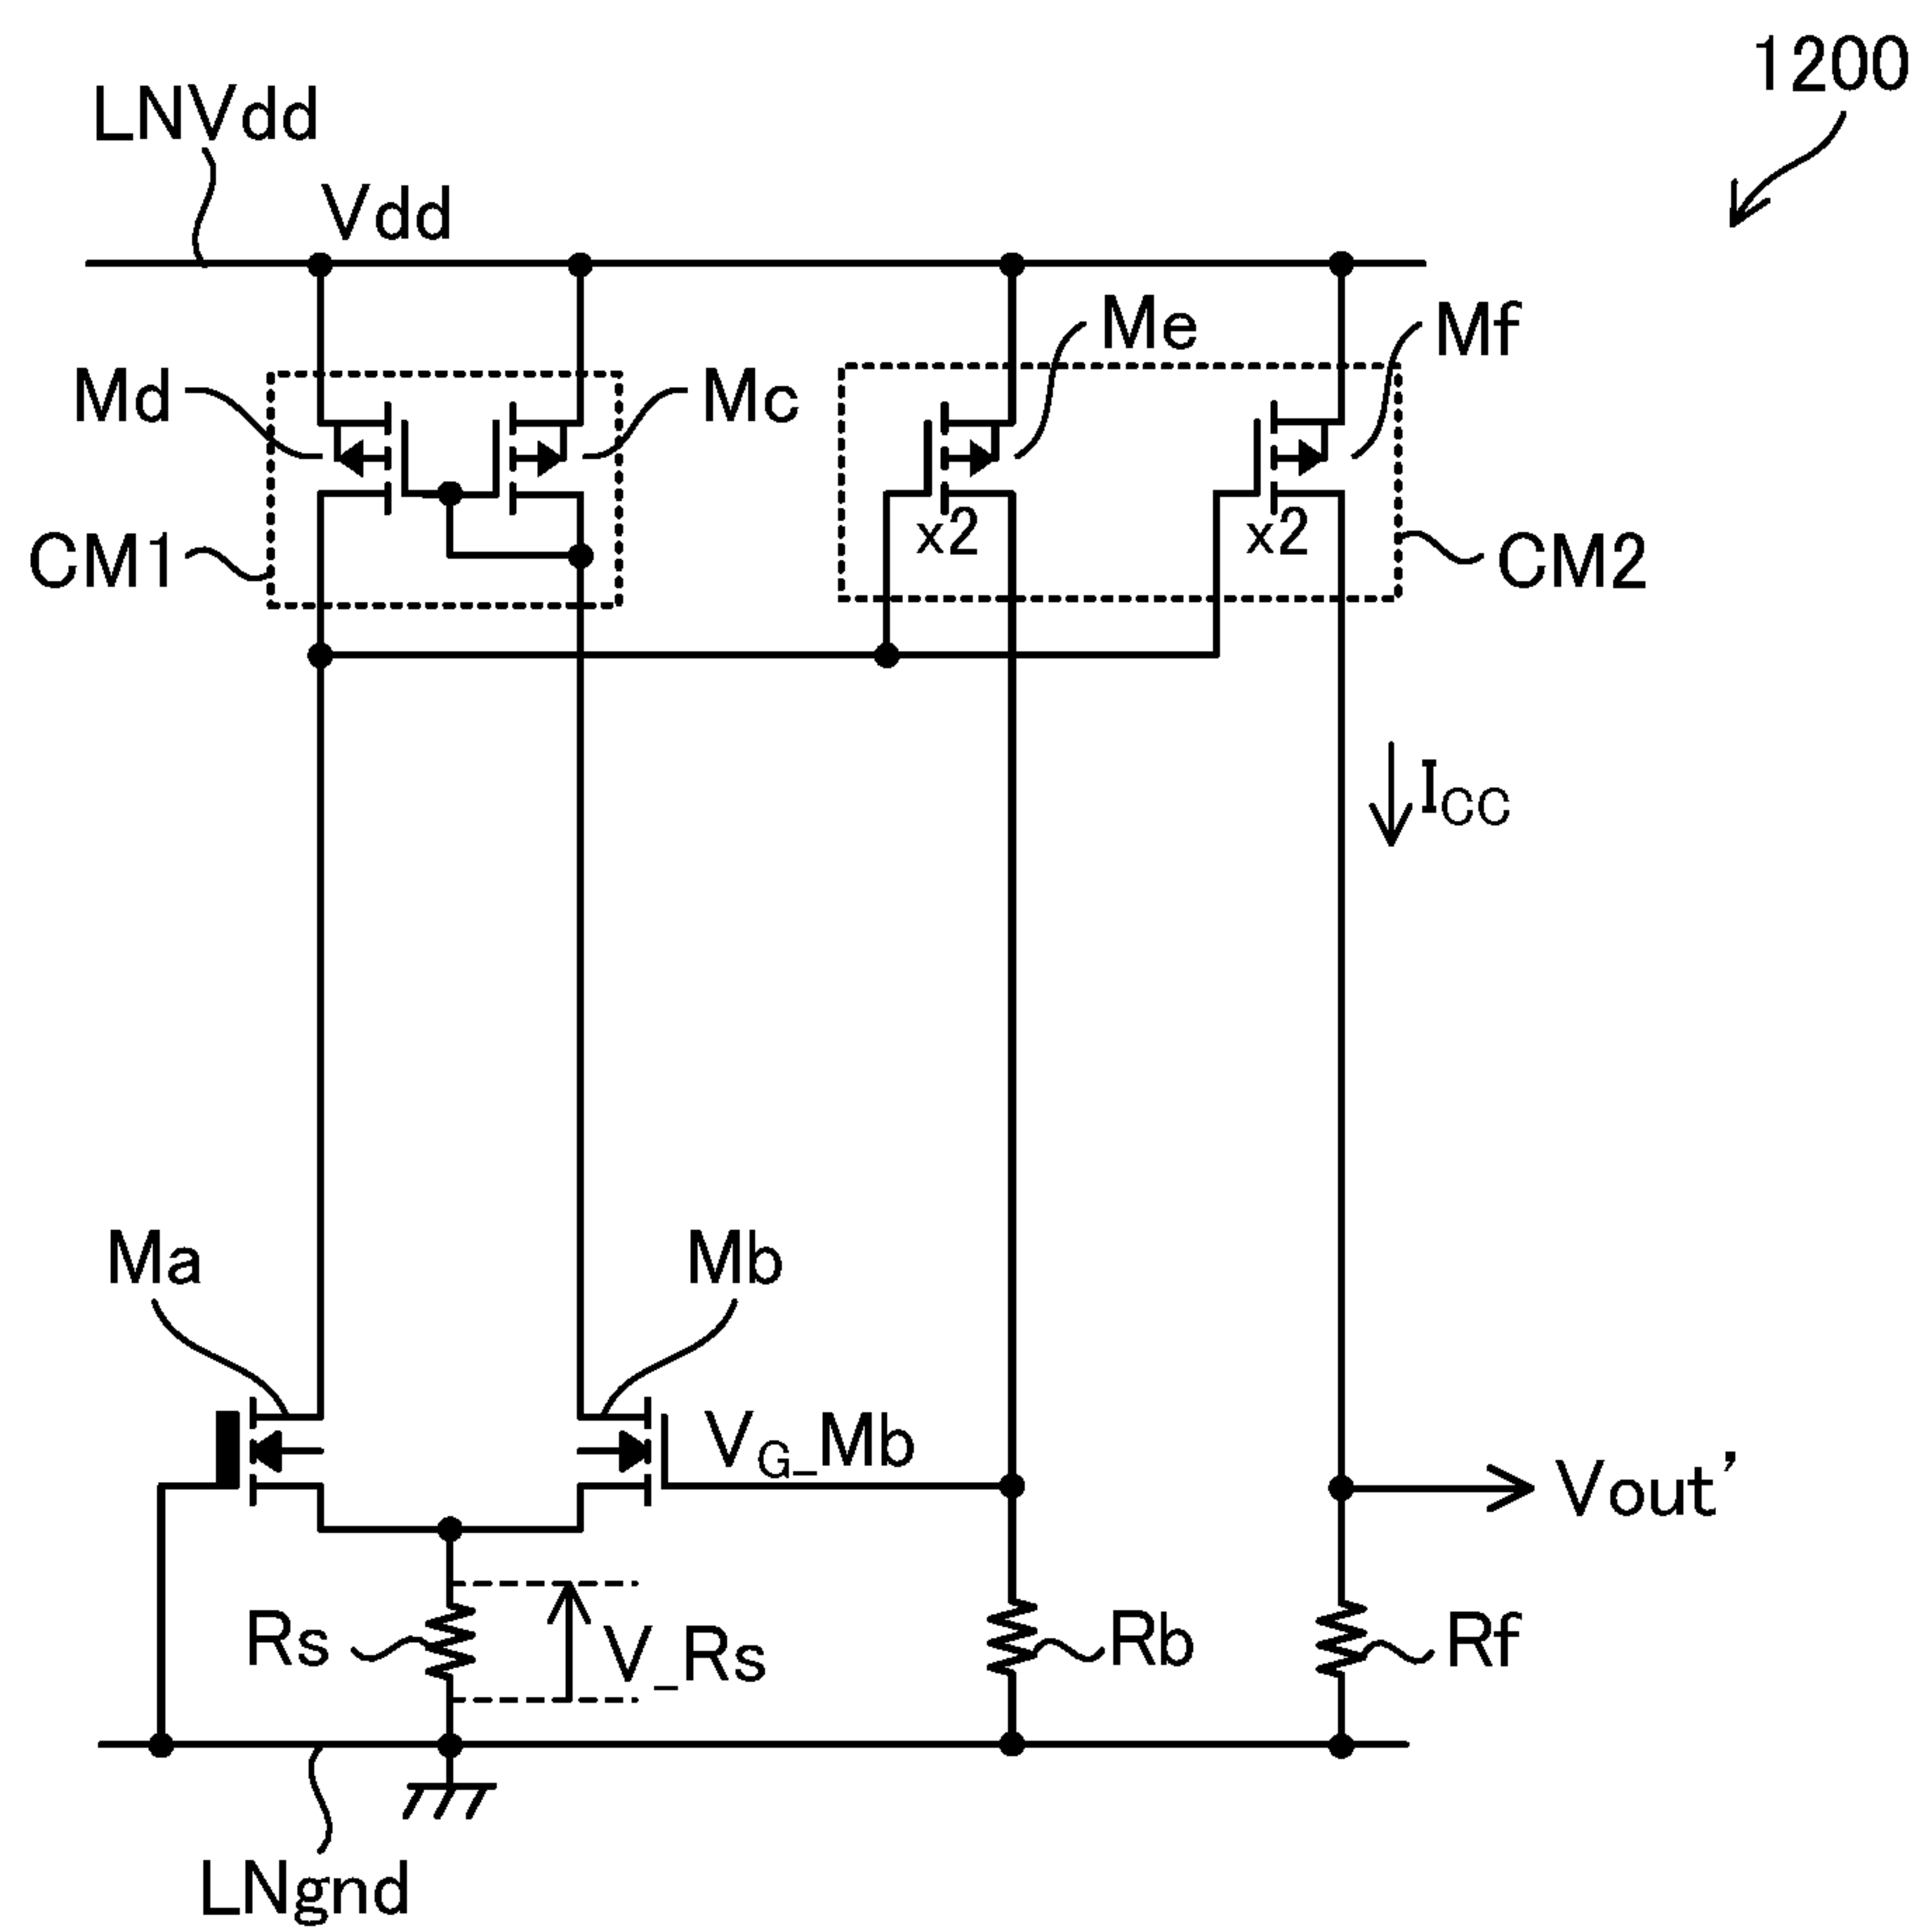 1200
LNVdd
Vdd
Me
Mf
Md
Mc
x2
x2
CM1
CM2
ICC
Ma
Mb
VG_Mb
Vout'
Rs
V_Rs
Rb
Rf
LNgnd